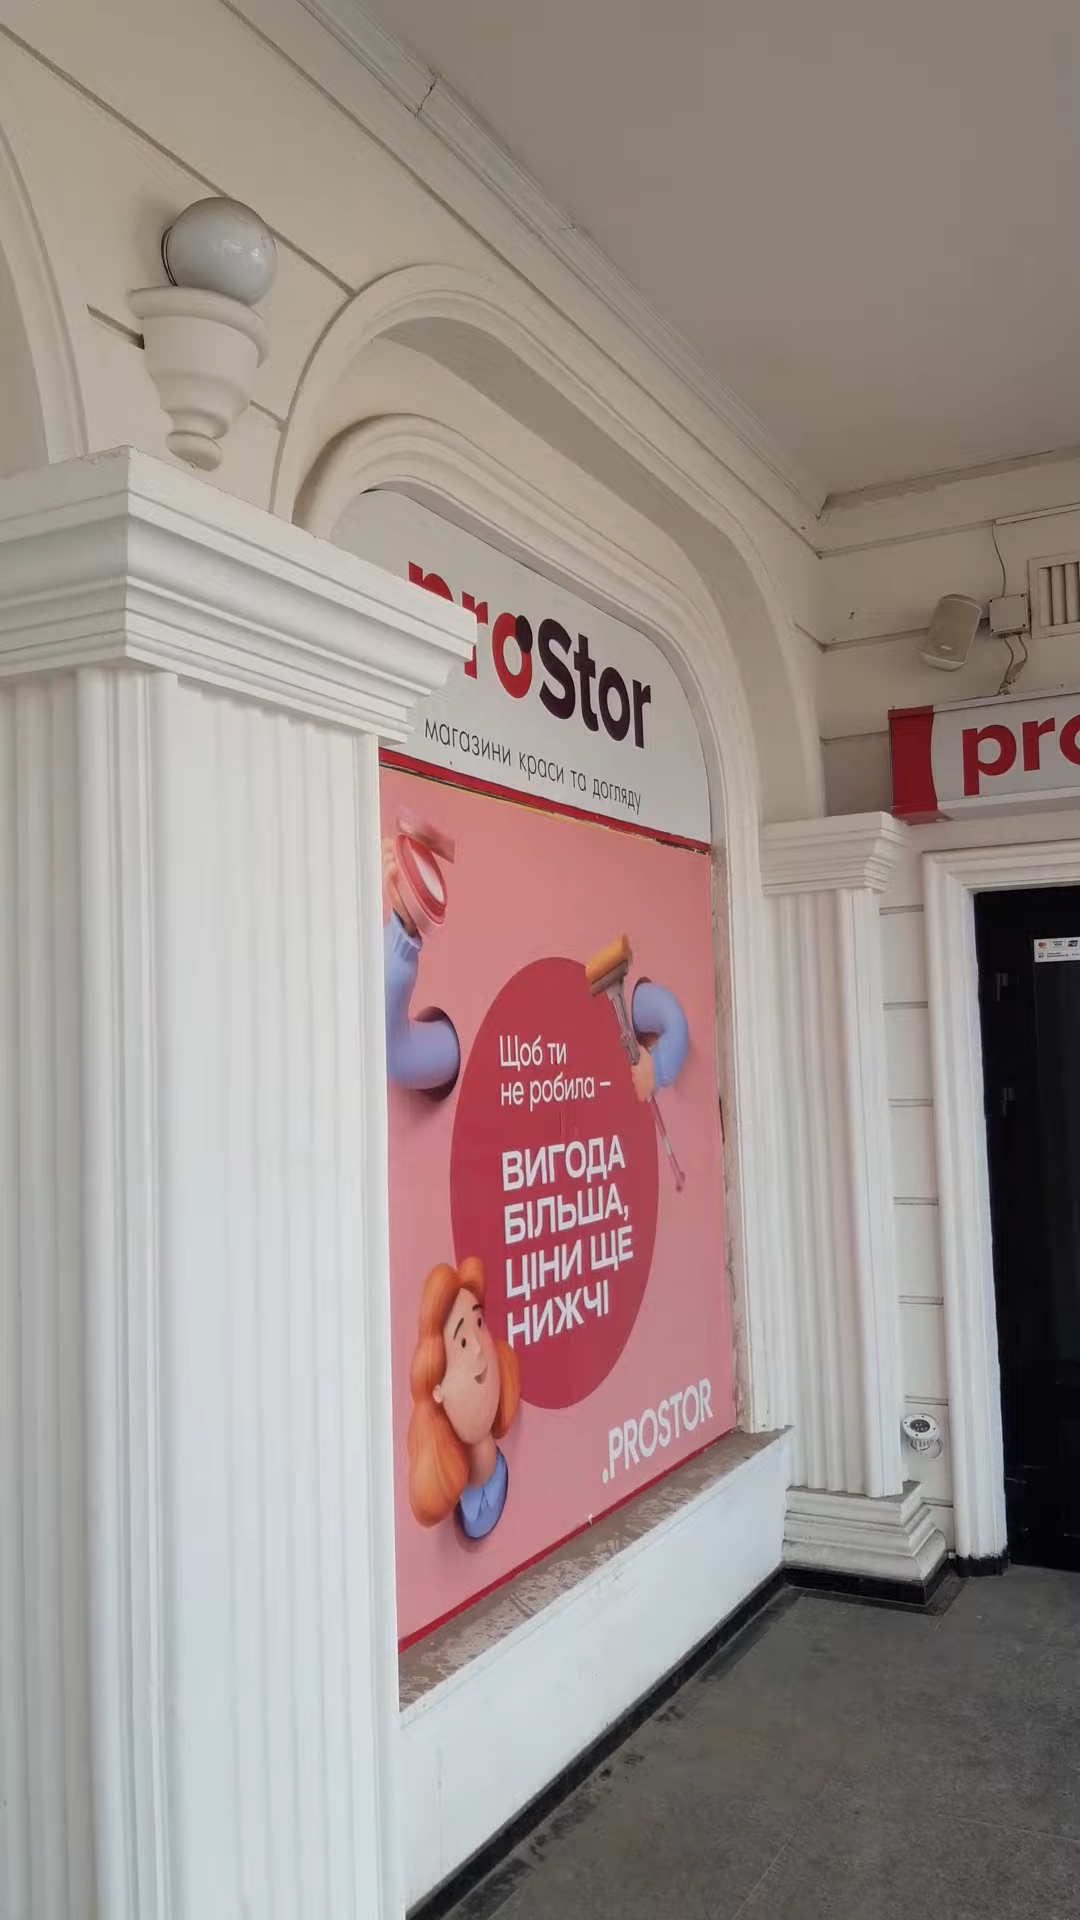 proStor
магазини краси та догляду
Щоб ти
не робила –
ВИГОДА
БІЛЬША,
ЦІНИ ЩЕ
НИЖЧІ
.PROSTOR
pro